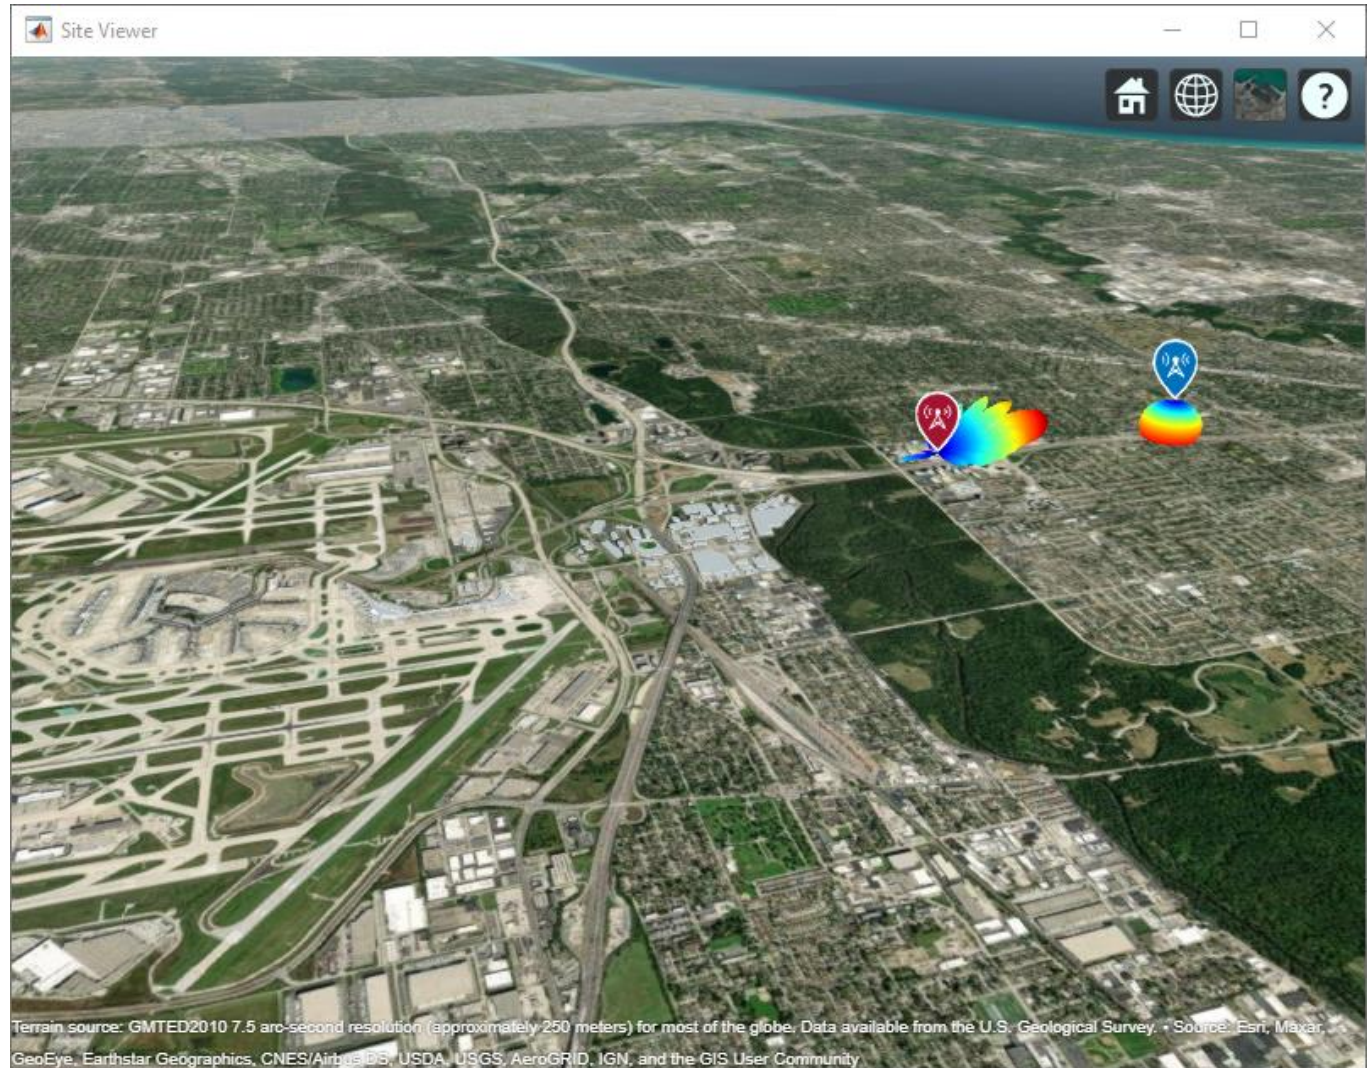 Site Viewer
?
Terrain source: GMTED2010 7.5 arc-second resolution (approximately 250 meters) for most of the globe. Data available from the U.S. Geological Survey. • Source: Esri, Maxar,
GeoEye, Earthstar Geographics, CNES/Airbus DS, USDA, USGS, AeroGRID, IGN, and the GIS User Community